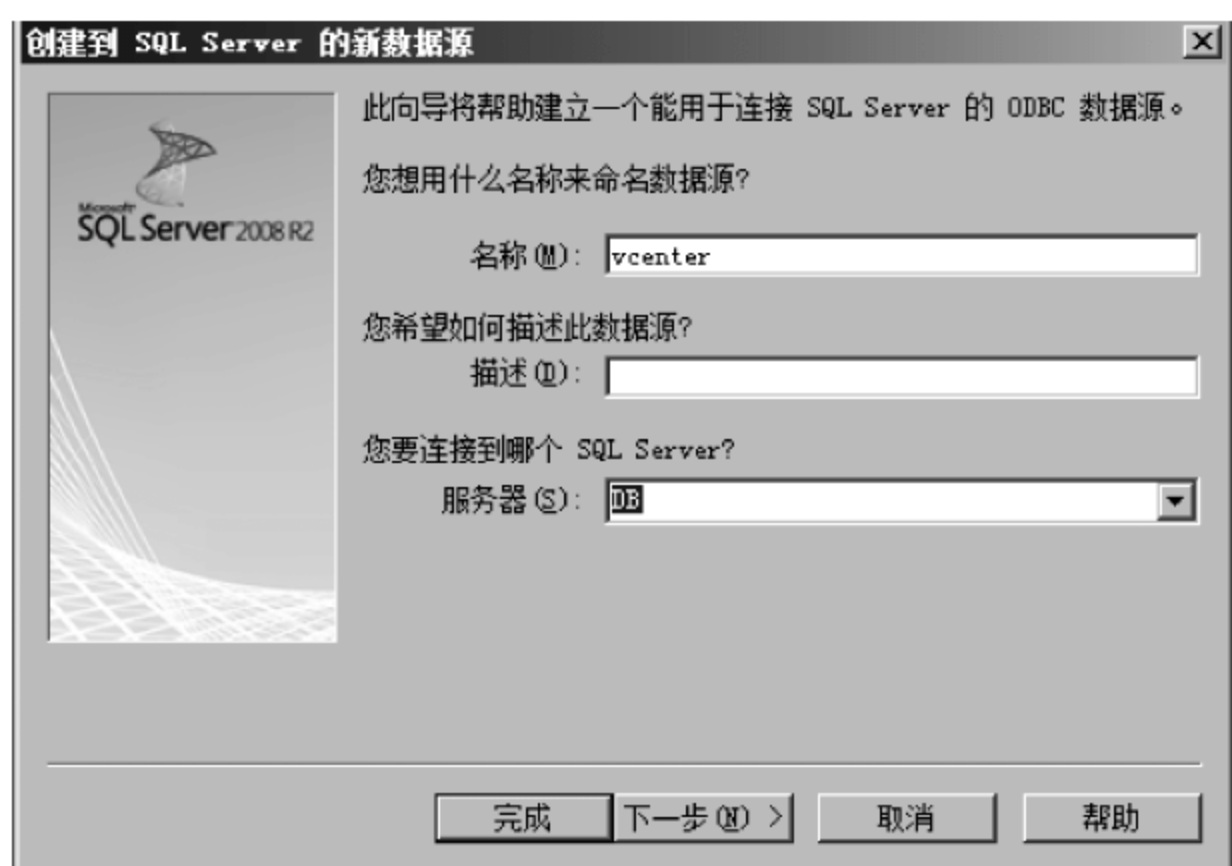 创建到 SQL Server 的新数据源
此向导将帮助建立一个能用于连接 SQL Server 的 ODBC 数据源。
您想用什么名称来命名数据源?
Microsoft
SQL Server 2008 R2
名称(M): vcenter
您希望如何描述此数据源?
描述(D):
您要连接到哪个 SQL Server?
服务器(S): DB
完成 下一步(N) > 取消 帮助